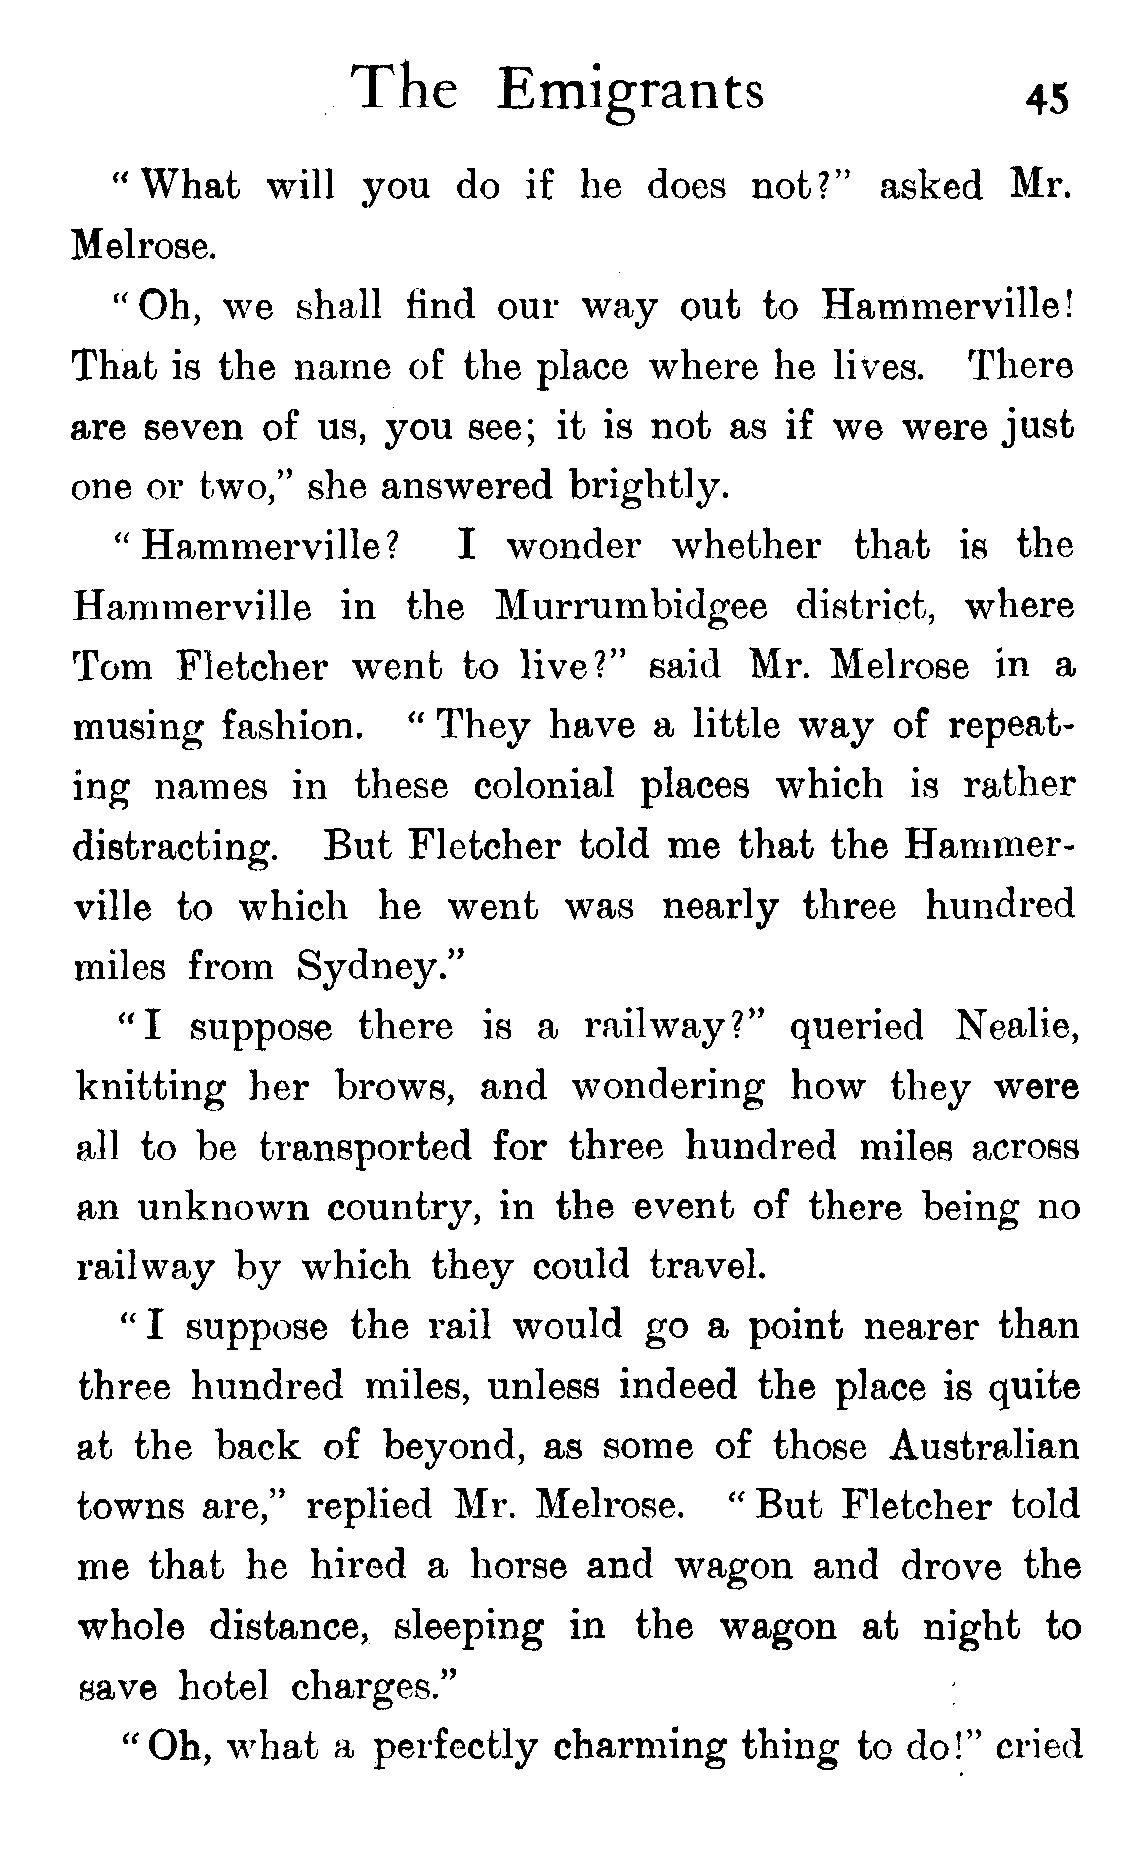 The Emigrants 45
“What will you do if he does not?” asked Mr.
Melrose.
“Oh, we shall find our way out to Hammerville!
That is the name of the place where he lives. There
are seven of us, you see; it is not as if we were just
one or two,” she answered brightly.
“Hammerville? I wonder whether that is the
Hammerville in the Murrumbidgee district, where
Tom Fletcher went to live?” said Mr. Melrose in a
musing fashion. “They have a little way of repeat-
ing names in these colonial places which is rather
distracting. But Fletcher told me that the Hammer-
ville to which he went was nearly three hundred
miles from Sydney.”
“I suppose there is a railway?” queried Nealie,
knitting her brows, and wondering how they were
all to be transported for three hundred miles across
an unknown country, in the event of there being no
railway by which they could travel.
“I suppose the rail would go a point nearer than
three hundred miles, unless indeed the place is quite
at the back of beyond, as some of those Australian
towns are,” replied Mr. Melrose. “But Fletcher told
me that he hired a horse and wagon and drove the
whole distance, sleeping in the wagon at night to
save hotel charges.”
“Oh, what a perfectly charming thing to do!” cried